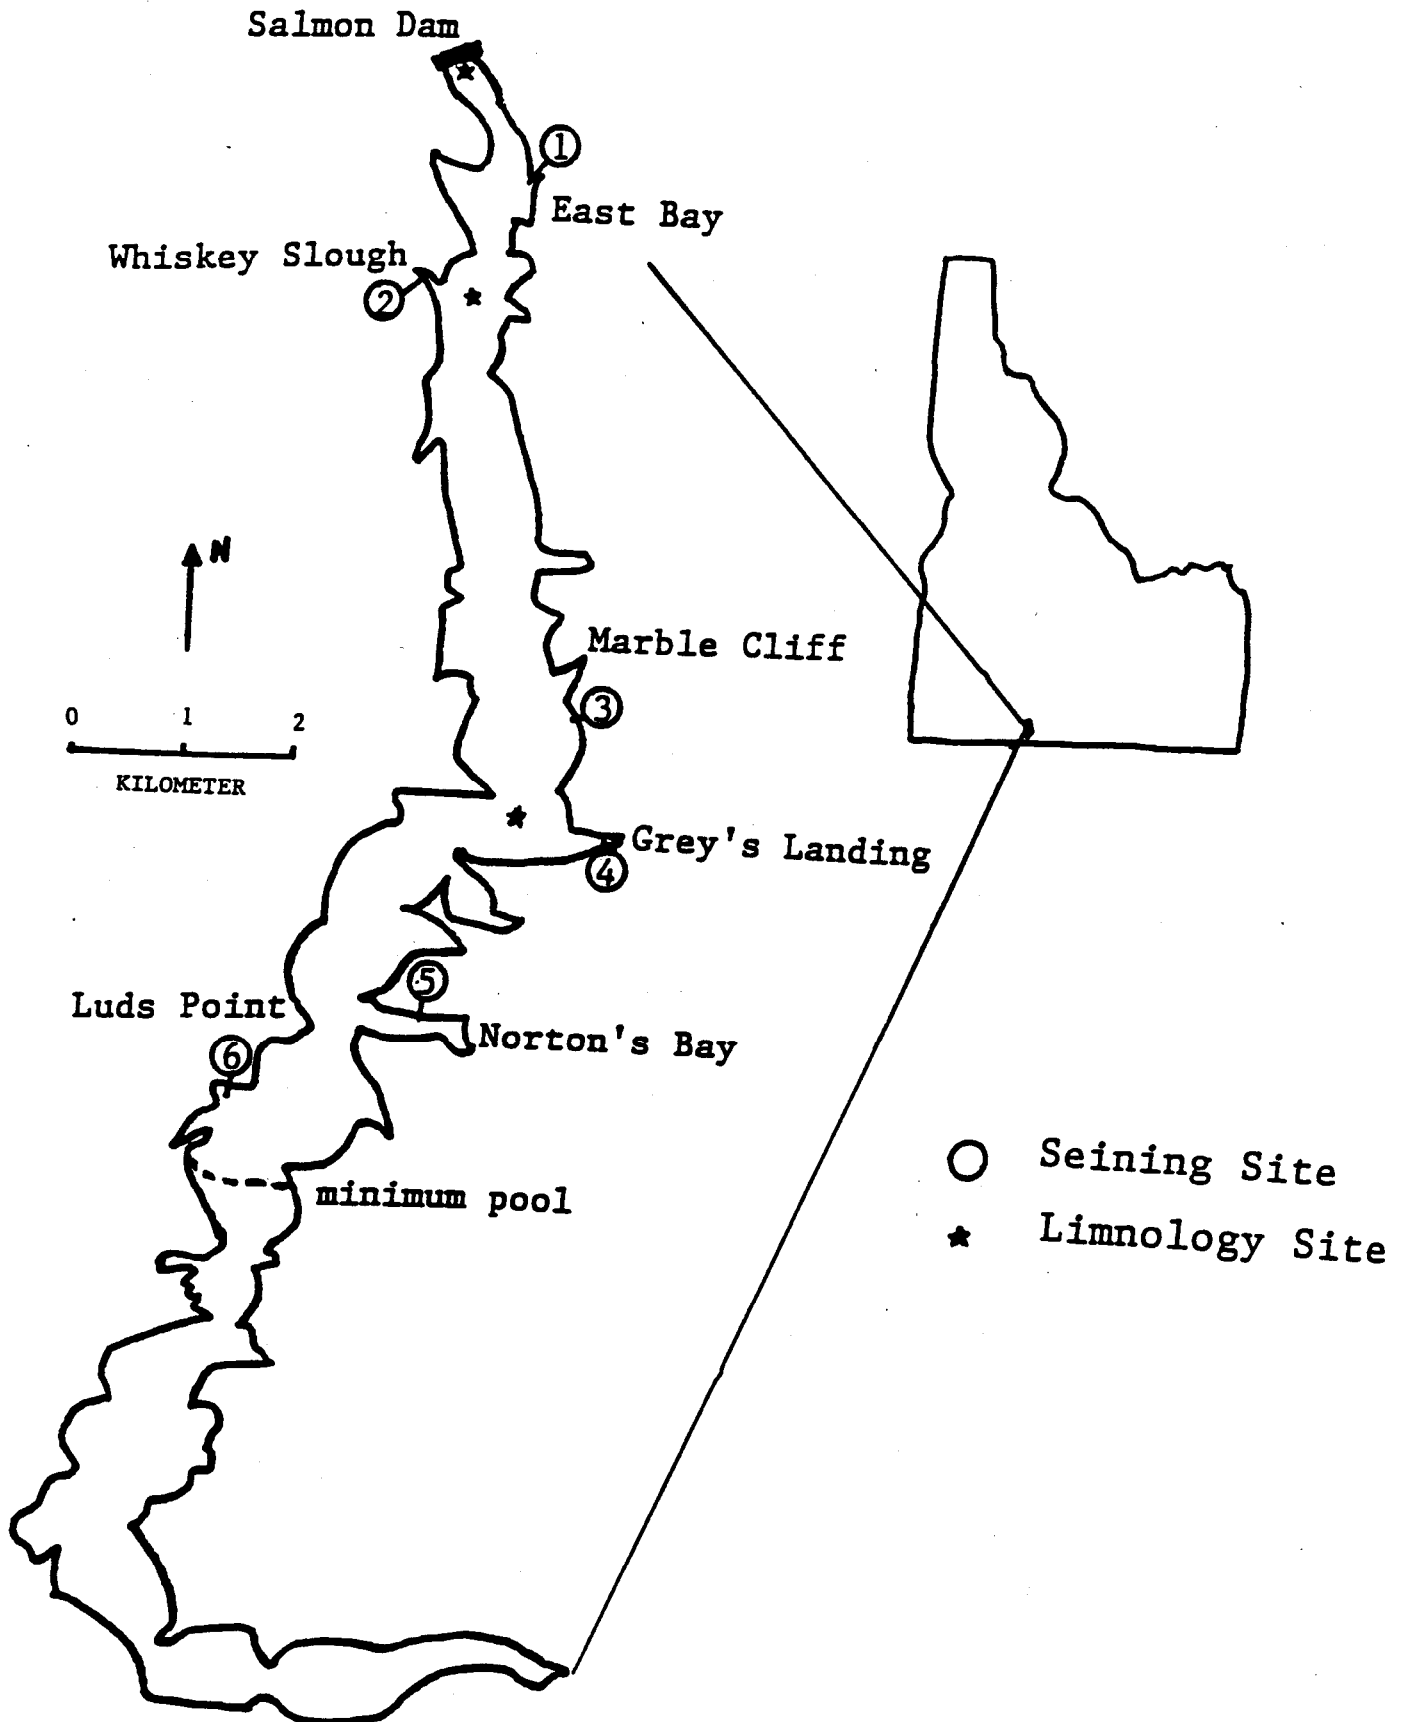 Salmon Dam
1
East Bay
Whiskey Slough
2
N
Marble Cliff
3
0 1 2
KILOMETER
Grey's Landing
4
5
Luds Point
Norton's Bay
6
minimum pool
Seining Site
Limnology Site